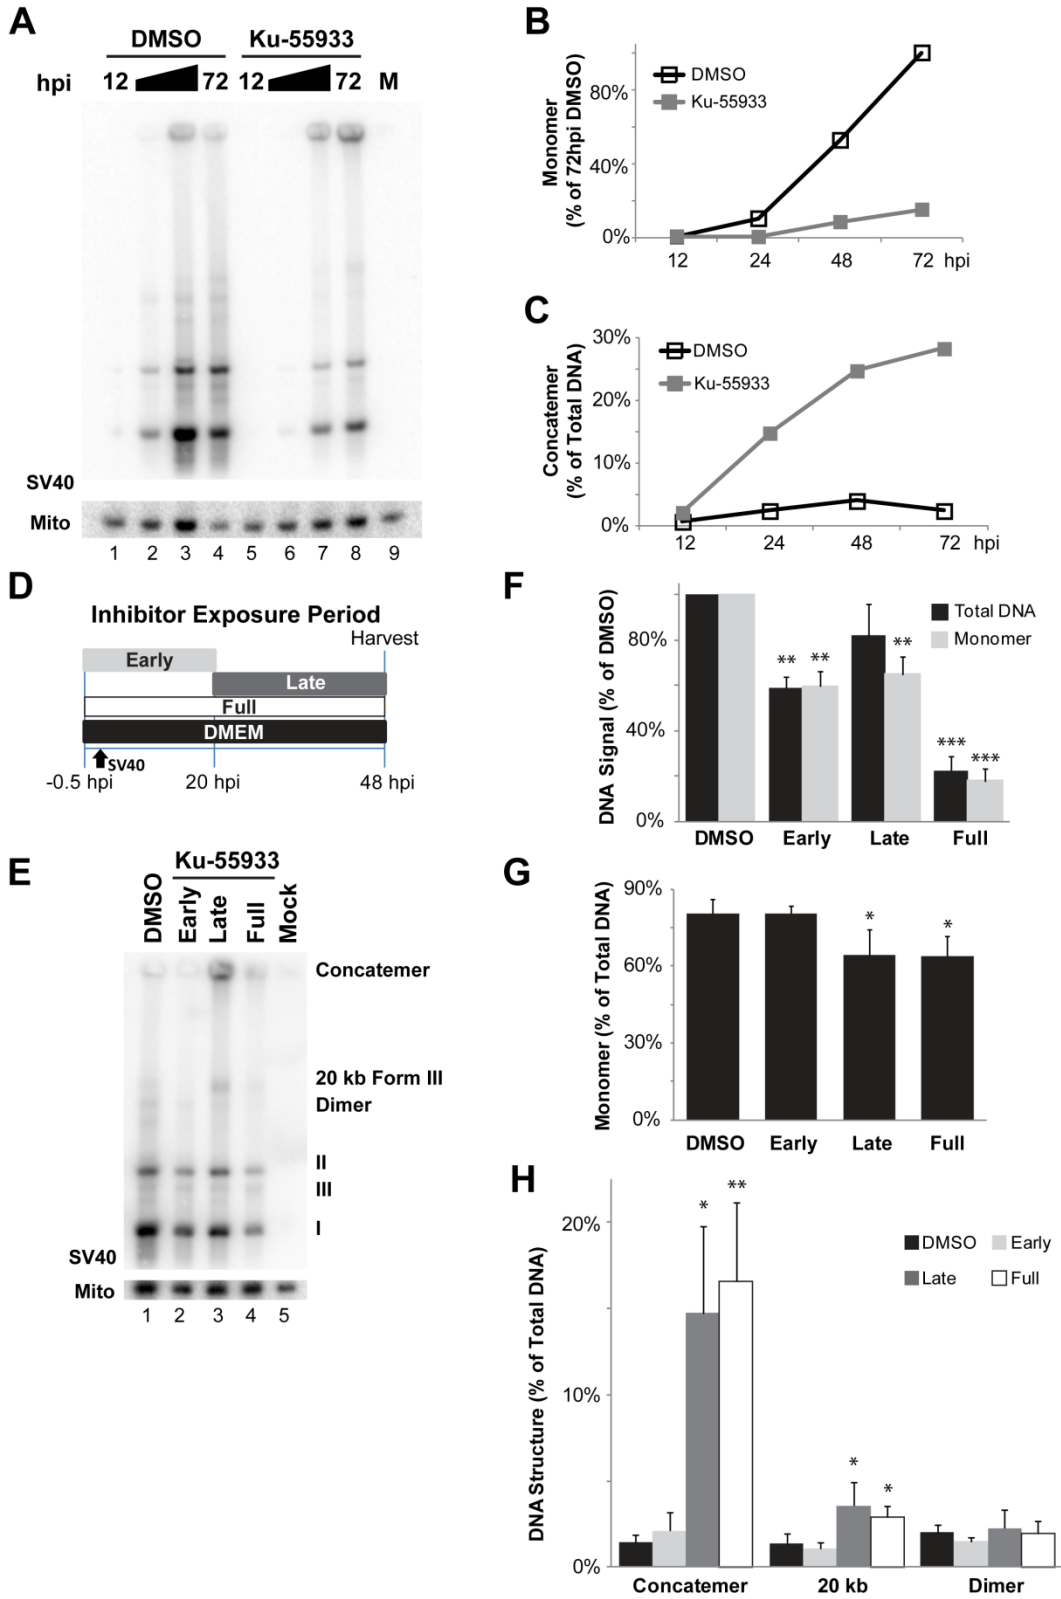 A
DMSO Ku-55933
hpi 12 72 12 72 M
SV40
Mito
1 2 3 4 5 6 7 8 9
B
Monomer
(% of 72hpi DMSO)
80%
40%
0%
DMSO
Ku-55933
12 24 48 72 hpi
C
Concatemer
(% of Total DNA)
30%
20%
10%
0%
DMSO
Ku-55933
12 24 48 72 hpi
D
Inhibitor Exposure Period
Harvest
Early
Late
Full
DMEM
SV40
-0.5 hpi 20 hpi 48 hpi
E
Ku-55933
DMSO Early Late Full Mock
Concatemer
20 kb Form III
Dimer
II
III
I
SV40
Mito
1 2 3 4 5
F
DNA Signal (% of DMSO)
80%
40%
0%
Total DNA
Monomer
** ** ** *** ***
DMSO Early Late Full
G
Monomer (% of Total DNA)
90%
60%
30%
0%
* *
DMSO Early Late Full
H
DNA Structure (% of Total DNA)
20%
10%
0%
* ** * *
DMSO Early
Late Full
Concatemer 20 kb Dimer